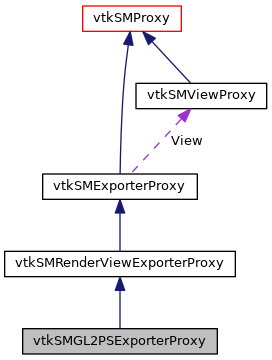 vtkSMProxy
vtkSMViewProxy
View
vtkSMExporterProxy
vtkSMRenderViewExporterProxy
vtkSMGL2PSExporterProxy